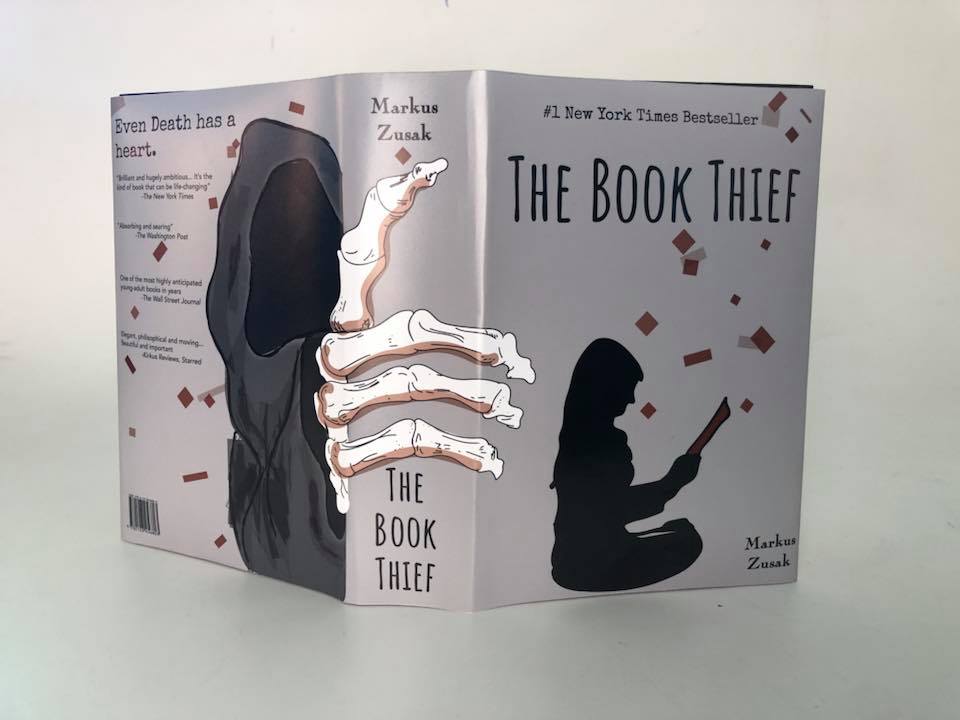 Even Death has a
heart.
"Brilliant and hugely ambitious... It's the
kind of book that can be life-changing"
-The New York Times
"Absorbing and searing"
-The Washington Post
One of the most highly anticipated
young-adult books in years
-The Wall Street Journal
Elegant, philosophical and moving...
Beautiful and important
-Kirkus Reviews, Starred
Markus
Zusak
THE
BOOK
THIEF
#1 New York Times Bestseller
THE BOOK THIEF
Markus
Zusak